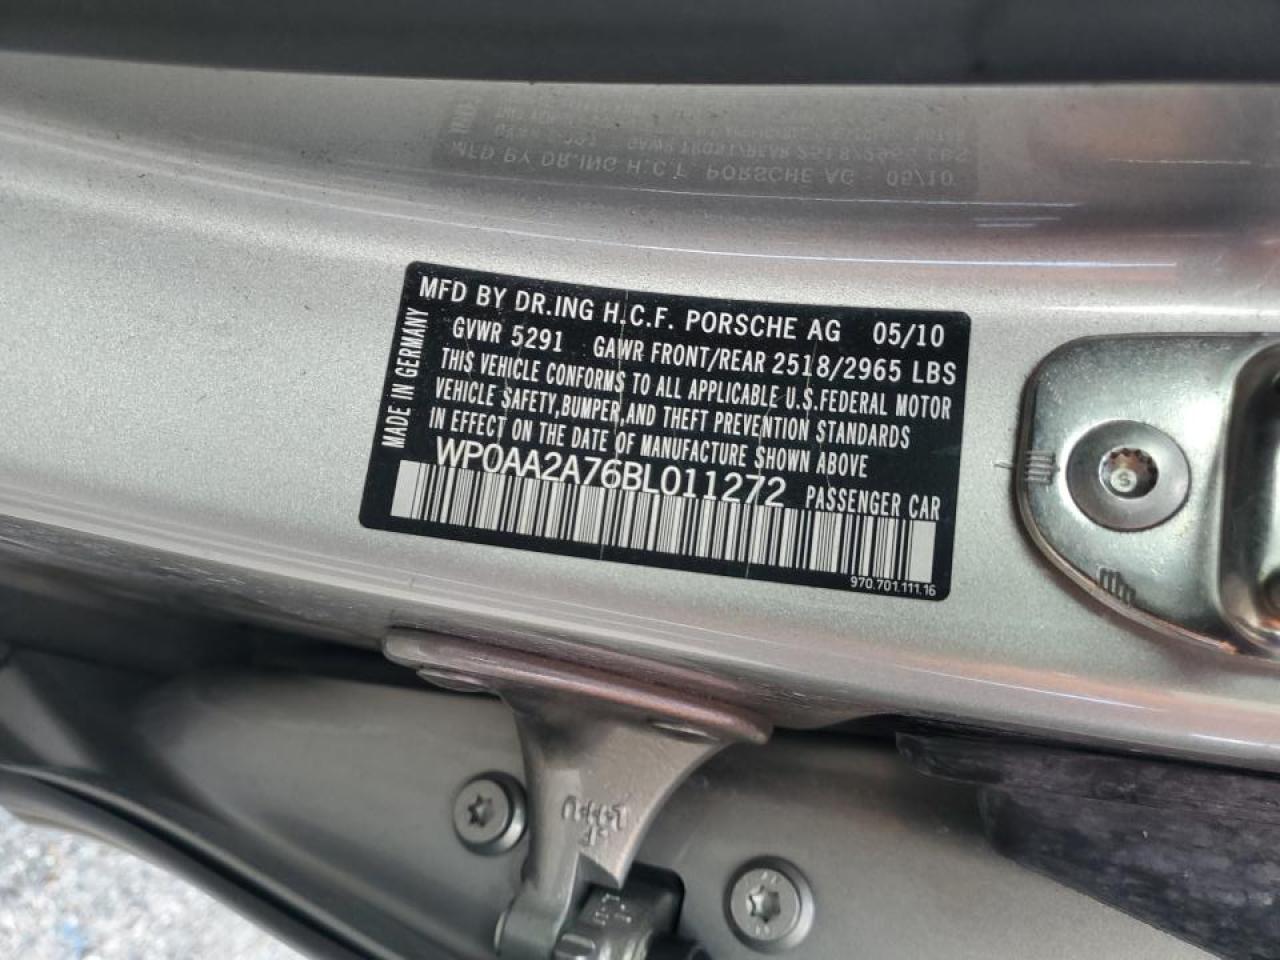 MFD BY DR.ING H.C.F. PORSCHE AG 05/10
GVWR 5291 GAWR FRONT/REAR 2518/2965 LBS
THIS VEHICLE CONFORMS TO ALL APPLICABLE U.S.FEDERAL MOTOR
VEHICLE SAFETY,BUMPER,AND THEFT PREVENTION STANDARDS
IN EFFECT ON THE DATE OF MANUFACTURE SHOWN ABOVE
WP0AA2A76BL011272 PASSENGER CAR
970.701.111.16
MADE IN GERMANY
S